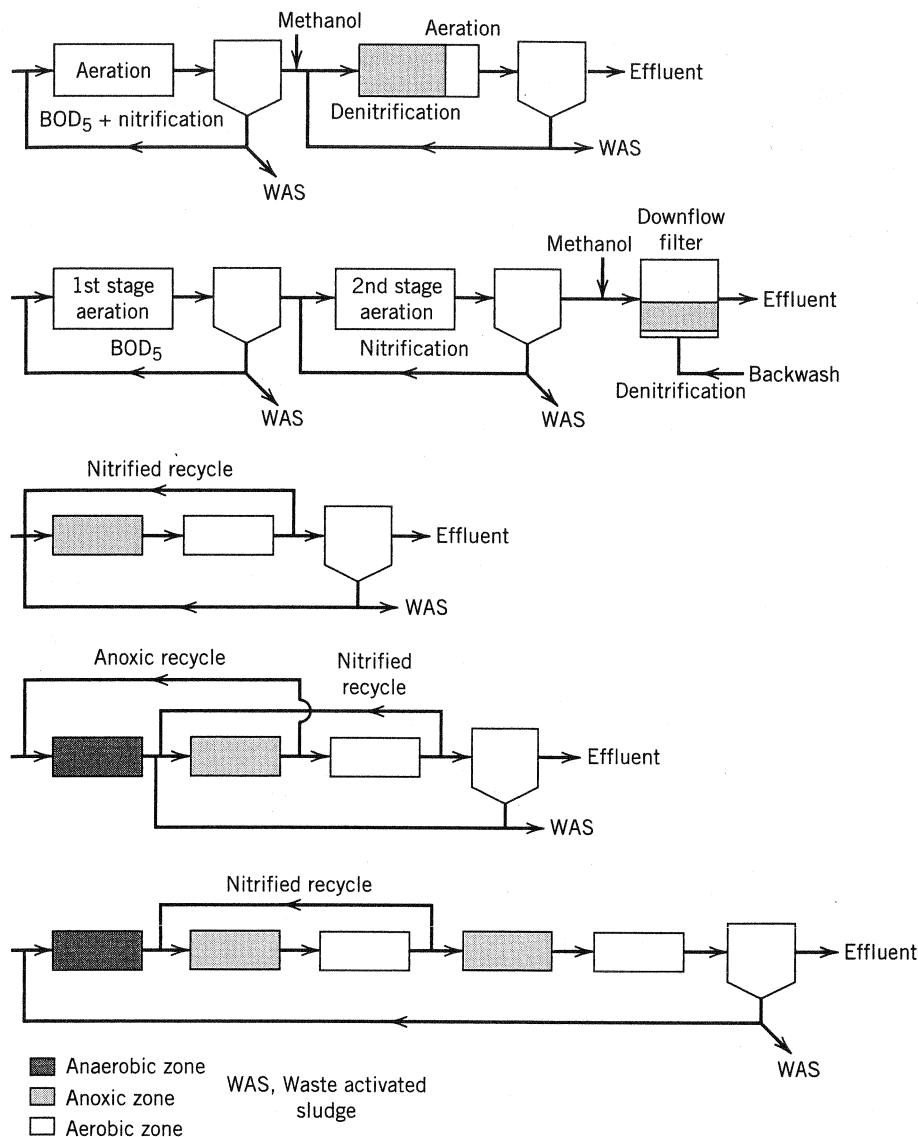 Methanol
Aeration
Aeration
Effluent
BOD5 + nitrification
Denitrification
WAS
WAS
Downflow
filter
Methanol
1st stage
aeration
2nd stage
aeration
Effluent
BOD5
Nitrification
Backwash
Denitrification
WAS
WAS
Nitrified recycle
Effluent
WAS
Anoxic recycle
Nitrified
recycle
Effluent
WAS
Nitrified recycle
Effluent
WAS
Anaerobic zone
Anoxic zone
Aerobic zone
WAS, Waste activated
sludge